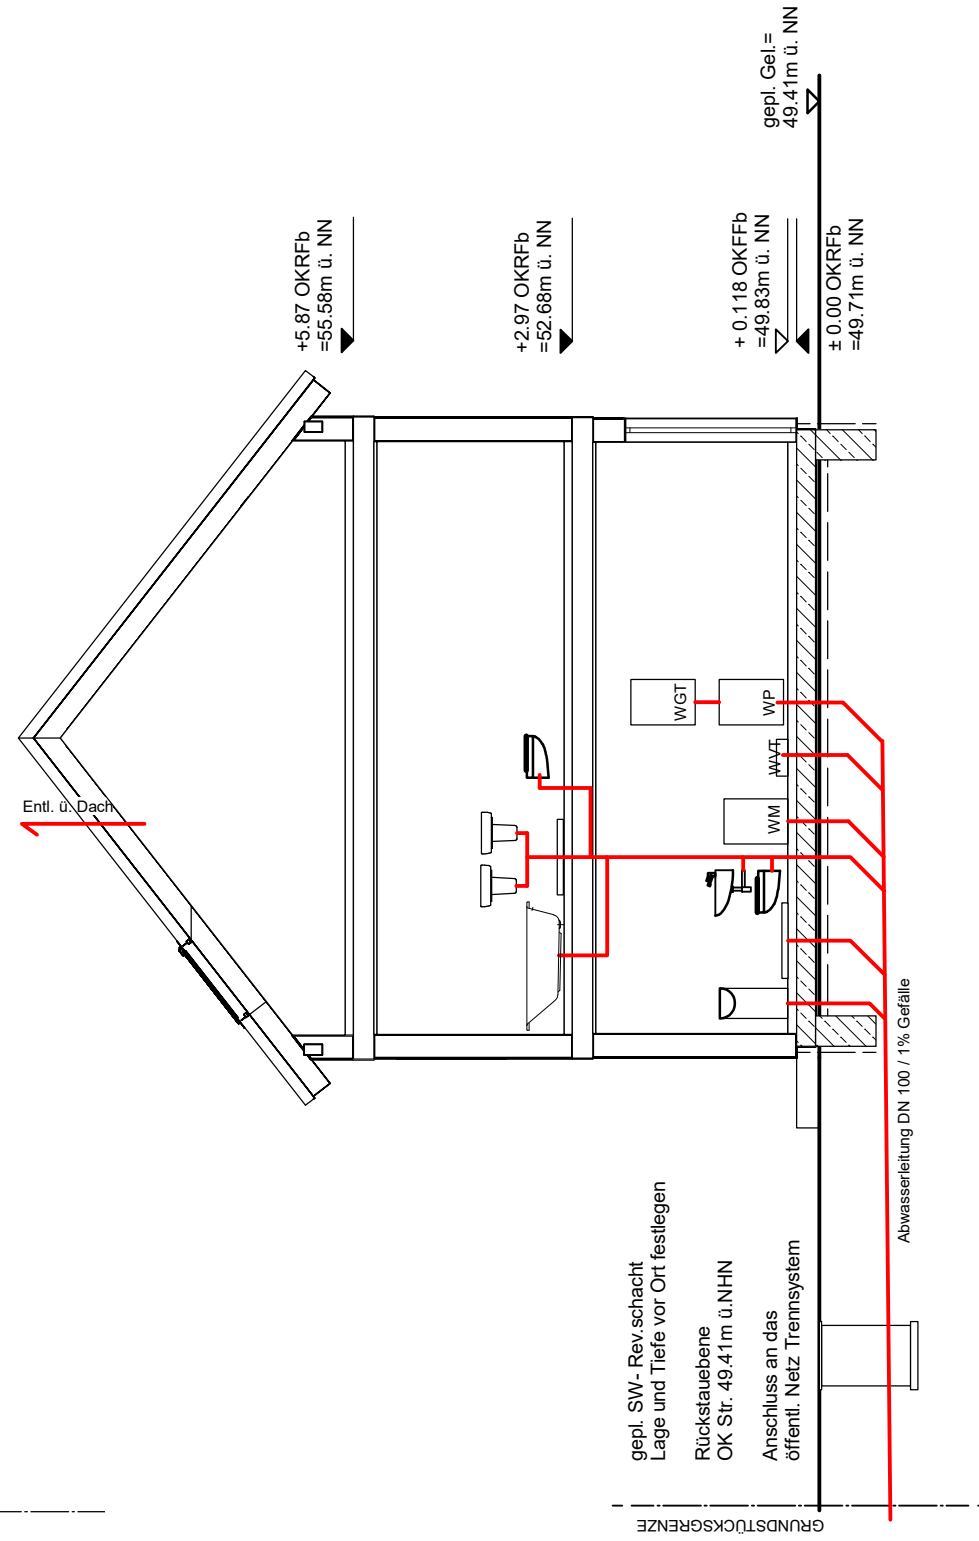 Entl. ü. Dach
+5.87 OKRFb
=55.58m ü. NN
+2.97 OKRFb
=52.68m ü. NN
+ 0.118 OKFFb
=49.83m ü. NN
± 0.00 OKRFb
=49.71m ü. NN
gepl. Gel.=
49.41m ü. NN
WGT
WP
WVT
WM
gepl. SW- Rev.schacht
Lage und Tiefe vor Ort festlegen
Rückstauebene
OK Str. 49.41m ü.NHN
Anschluss an das
öffentl. Netz Trennsystem
Abwasserleitung DN 100 / 1% Gefälle
GRUNDSTÜCKSGRENZE